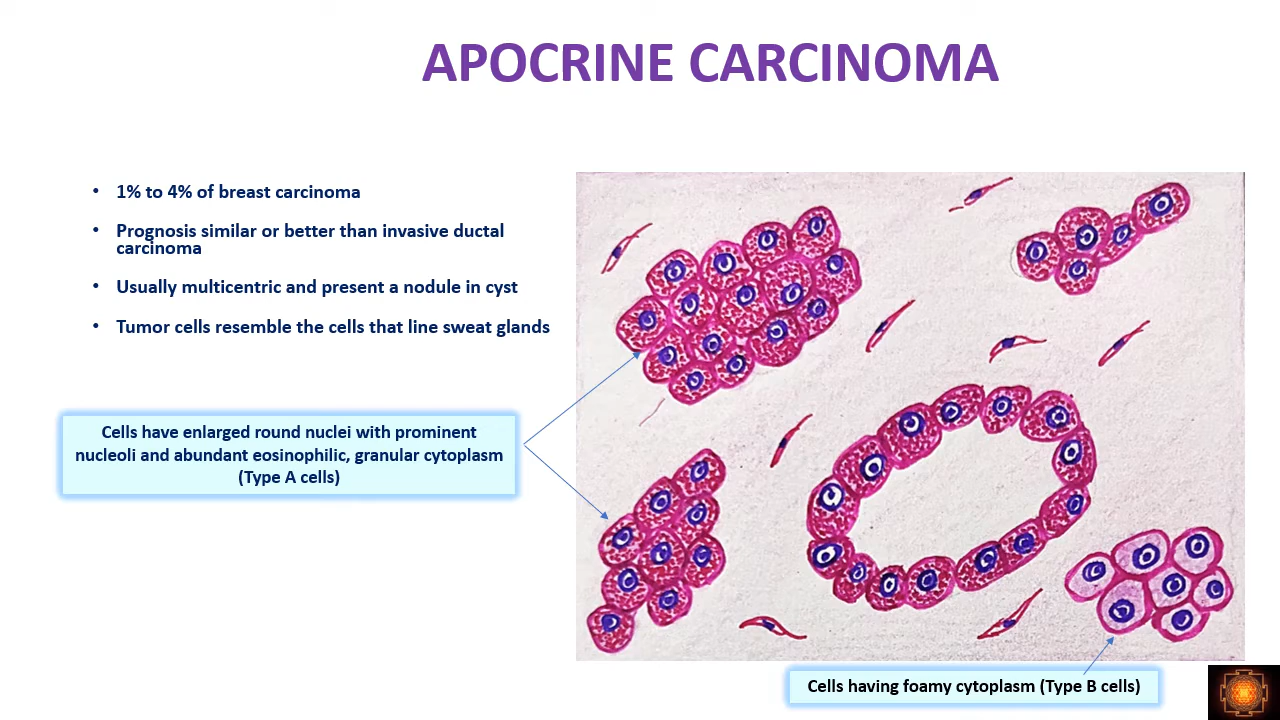 APOCRINE CARCINOMA
• 1% to 4% of breast carcinoma
• Prognosis similar or better than invasive ductal
carcinoma
• Usually multicentric and present a nodule in cyst
• Tumor cells resemble the cells that line sweat glands
Cells have enlarged round nuclei with prominent
nucleoli and abundant eosinophilic, granular cytoplasm
(Type A cells)
Cells having foamy cytoplasm (Type B cells)